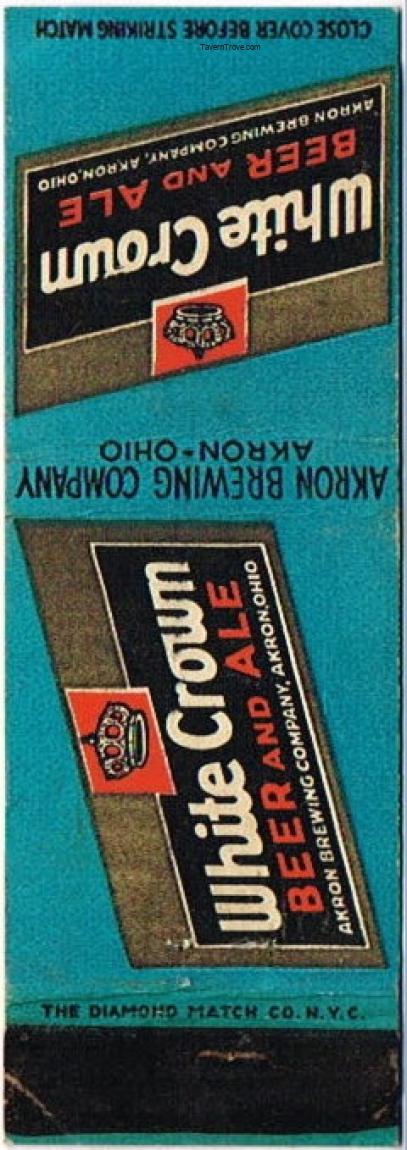 CLOSE COVER BEFORE STRIKING MATCH
TavernTrove.com
White Crown
BEER AND ALE
AKRON BREWING COMPANY, AKRON, OHIO
AKRON BREWING COMPANY
AKRON-OHIO
White Crown
BEER AND ALE
AKRON BREWING COMPANY, AKRON, OHIO
THE DIAMOND MATCH CO. N.Y.C.